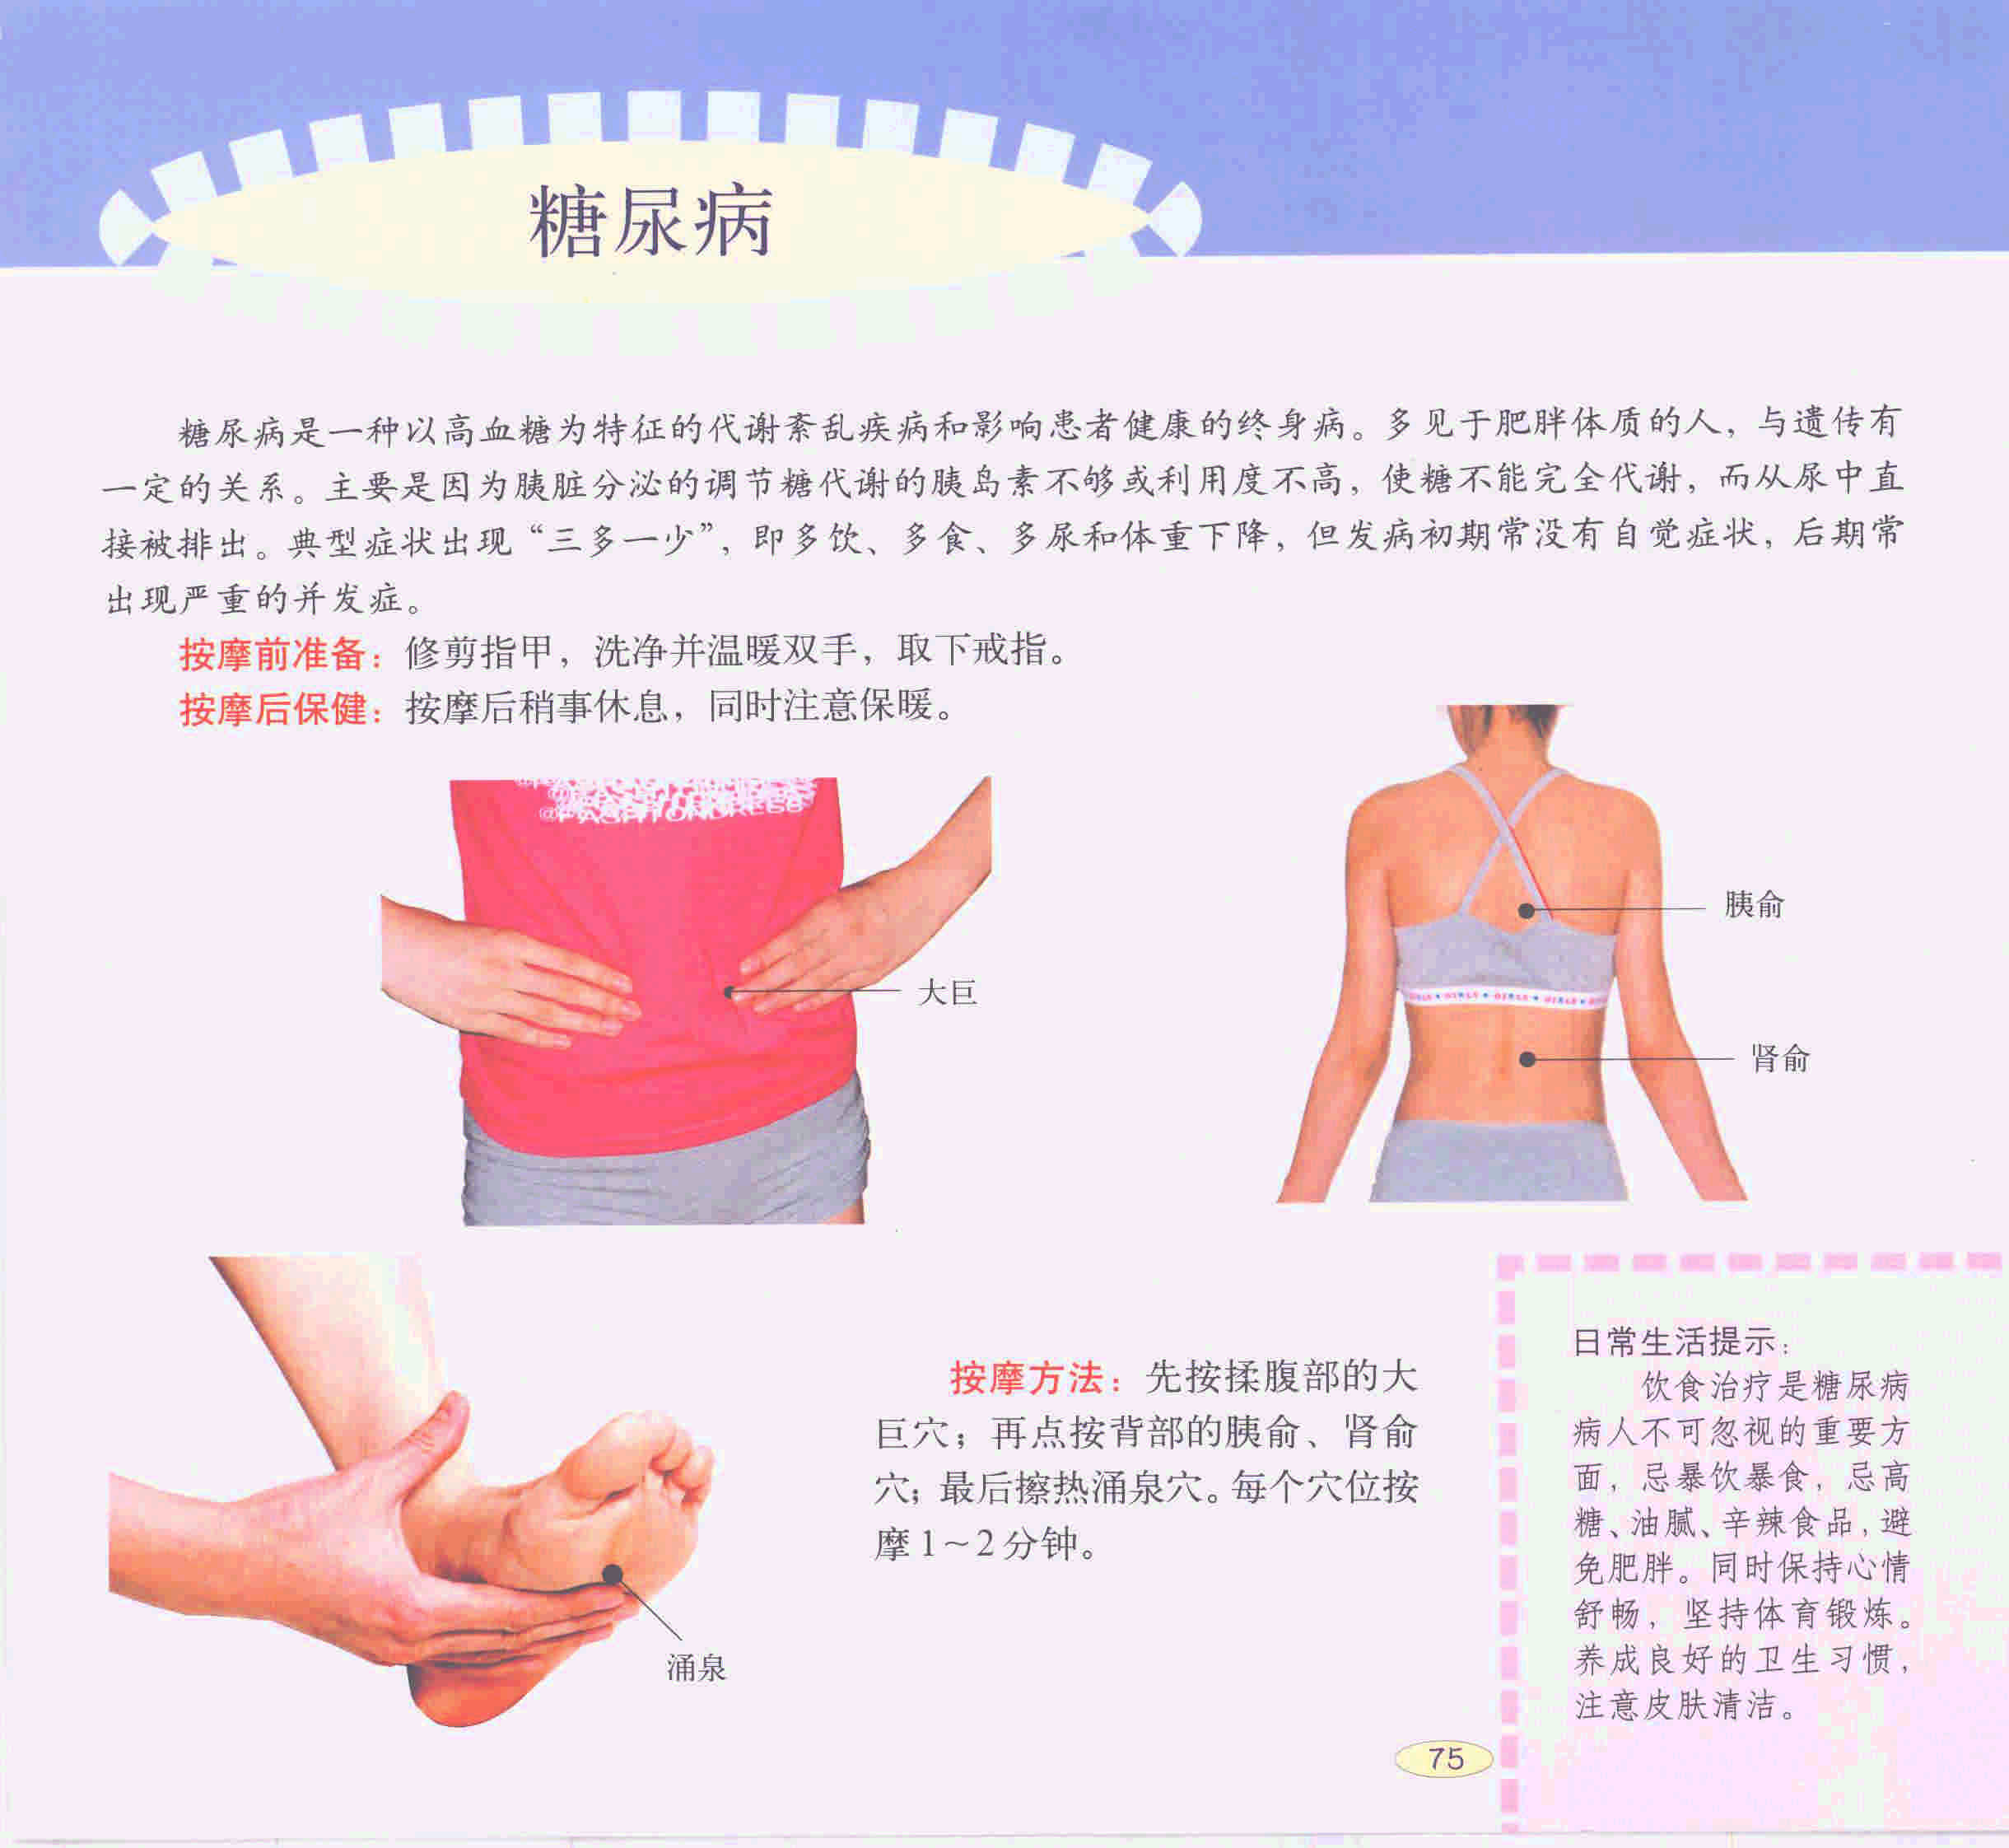 糖尿病
糖尿病是一种以高血糖为特征的代谢紊乱疾病和影响患者健康的终身病。多见于肥胖体质的人，与遗传有
一定的关系。主要是因为胰脏分泌的调节糖代谢的胰岛素不够或利用度不高，使糖不能完全代谢，而从尿中直
接被排出。典型症状出现“三多一少”，即多饮、多食、多尿和体重下降，但发病初期常没有自觉症状，后期常
出现严重的并发症。
按摩前准备：修剪指甲，洗净并温暖双手，取下戒指。
按摩后保健：按摩后稍事休息，同时注意保暖。
大巨
胰俞
肾俞
涌泉
按摩方法：先按揉腹部的大
巨穴；再点按背部的胰俞、肾俞
穴；最后擦热涌泉穴。每个穴位按
摩1～2分钟。
日常生活提示：
饮食治疗是糖尿病
病人不可忽视的重要方
面，忌暴饮暴食，忌高
糖、油腻、辛辣食品，避
免肥胖。同时保持心情
舒畅，坚持体育锻炼。
养成良好的卫生习惯，
注意皮肤清洁。
75